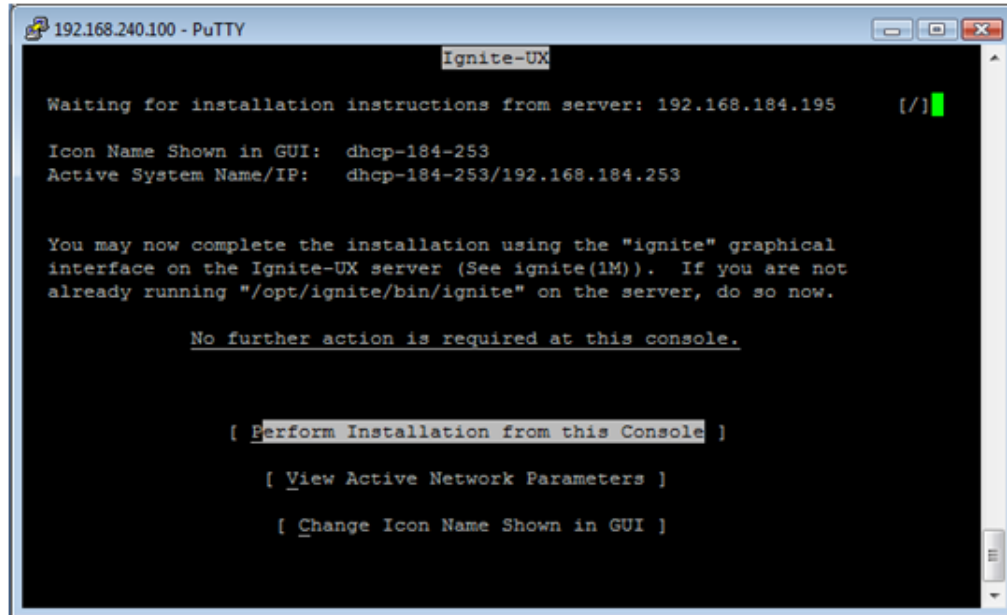 192.168.240.100 - PuTTY
Ignite-UX
Waiting for installation instructions from server: 192.168.184.195 [/]
Icon Name Shown in GUI: dhcp-184-253
Active System Name/IP: dhcp-184-253/192.168.184.253
You may now complete the installation using the "ignite" graphical
interface on the Ignite-UX server (See ignite(1M)). If you are not
already running "/opt/ignite/bin/ignite" on the server, do so now.
No further action is required at this console.
[ Perform Installation from this Console ]
[ View Active Network Parameters ]
[ Change Icon Name Shown in GUI ]